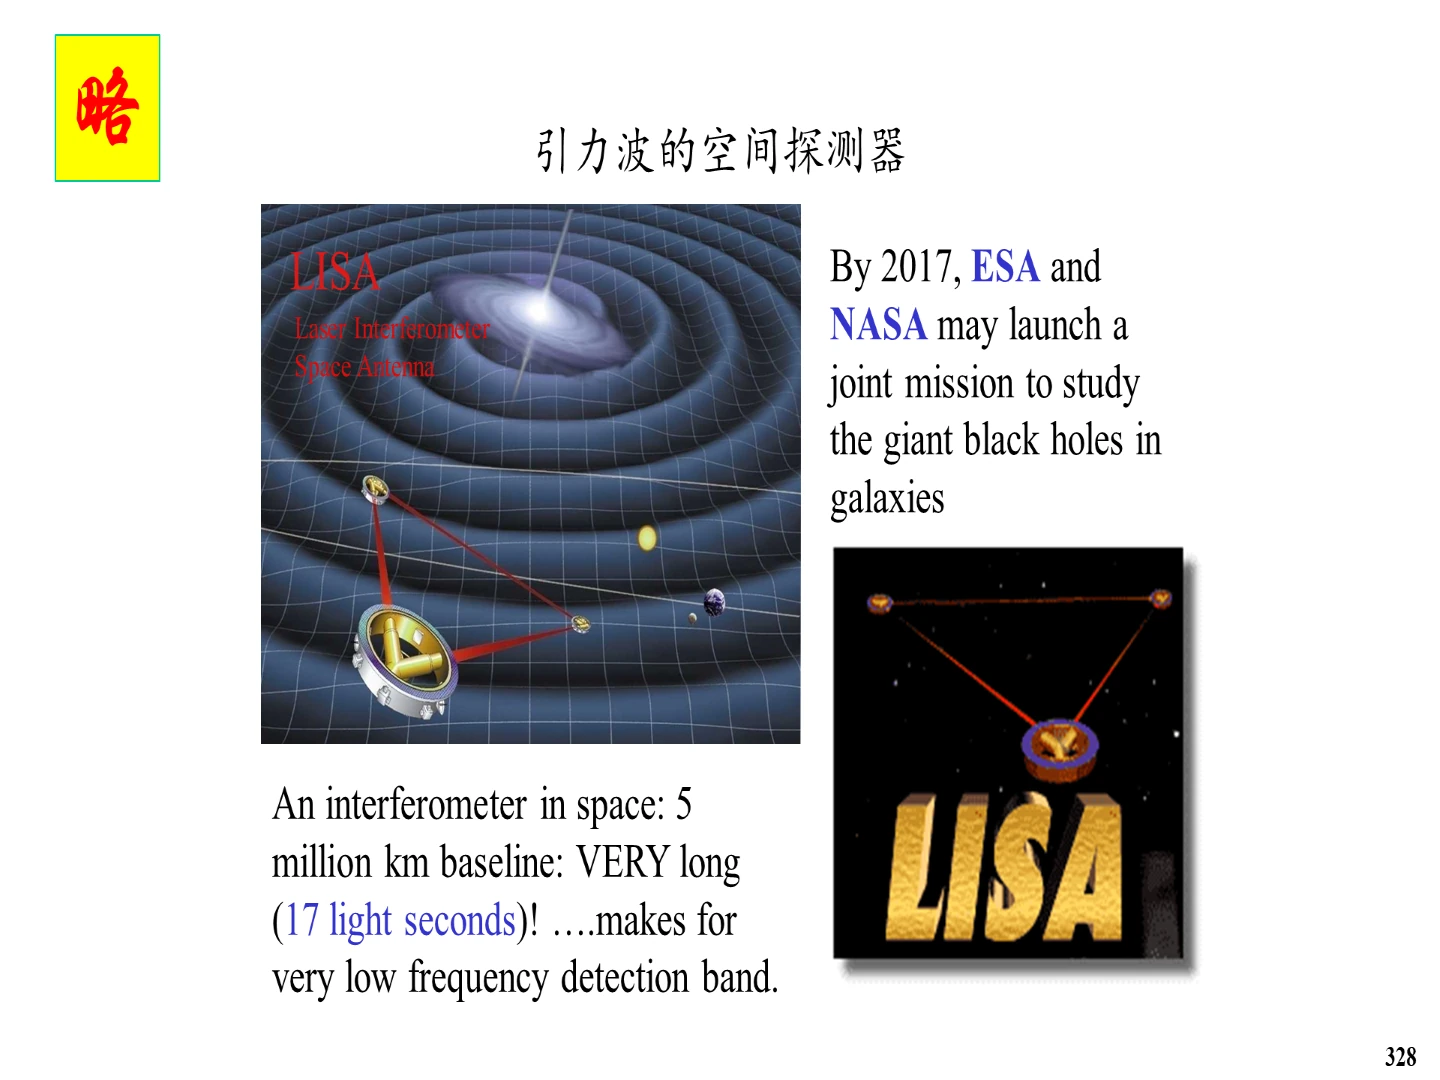 略
引力波的空间探测器
LISA
Laser Interferometer
Space Antenna
By 2017, ESA and
NASA may launch a
joint mission to study
the giant black holes in
galaxies
LISA
An interferometer in space: 5
million km baseline: VERY long
(17 light seconds)! ….makes for
very low frequency detection band.
328